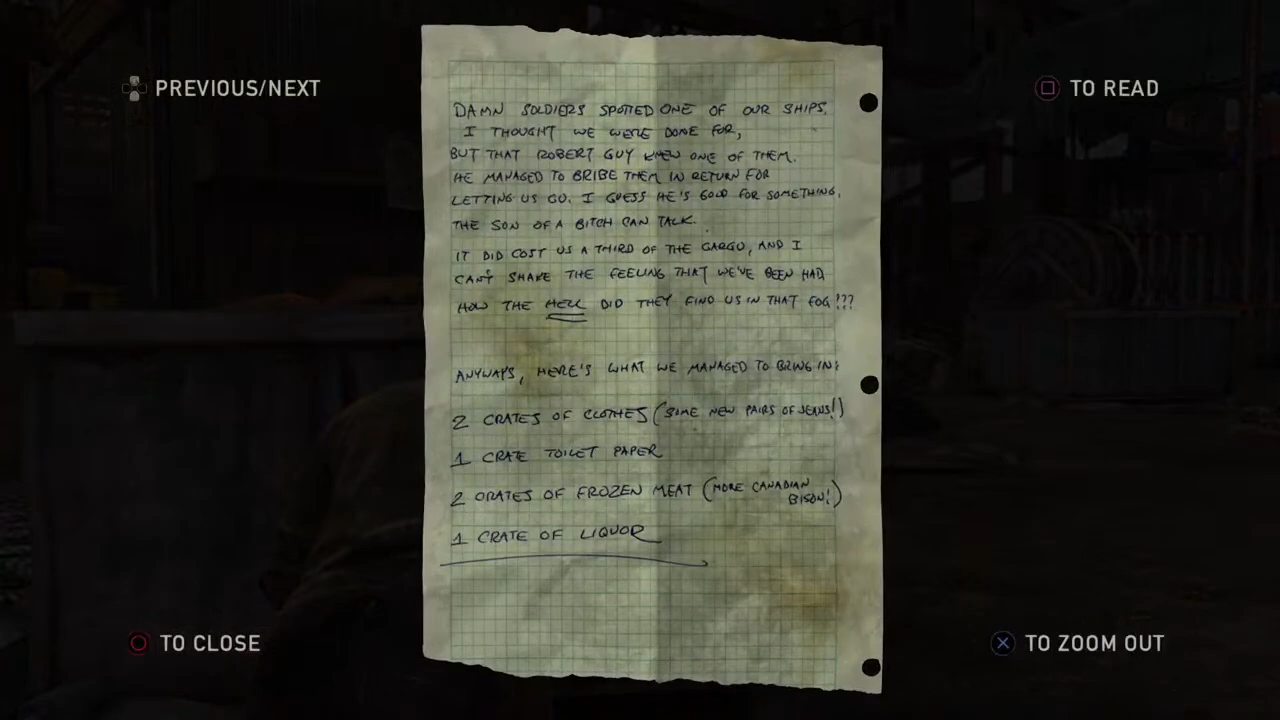 PREVIOUS/NEXT
TO READ
DAMN SOLDIERS SPOTTED ONE OF OUR SHIPS.
I THOUGHT WE WERE DONE FOR,
BUT THAT ROBERT GUY KNEW ONE OF THEM.
HE MANAGED TO BRIBE THEM IN RETURN FOR
LETTING US GO. I GUESS HE'S GOOD FOR SOMETHING.
THE SON OF A BITCH CAN TALK.
IT DID COST US A THIRD OF THE CARGO, AND I
CAN'T SHAKE THE FEELING THAT WE'VE BEEN HAD
HOW THE HELL DID THEY FIND US IN THAT FOG!??
ANYWAYS, HERE'S WHAT WE MANAGED TO BRING IN:
2 CRATES OF CLOTHES (SOME NEW PAIRS OF JEANS!)
1 CRATE TOILET PAPER
2 CRATES OF FROZEN MEAT (MORE CANADIAN
BISON!)
1 CRATE OF LIQUOR
TO CLOSE
TO ZOOM OUT